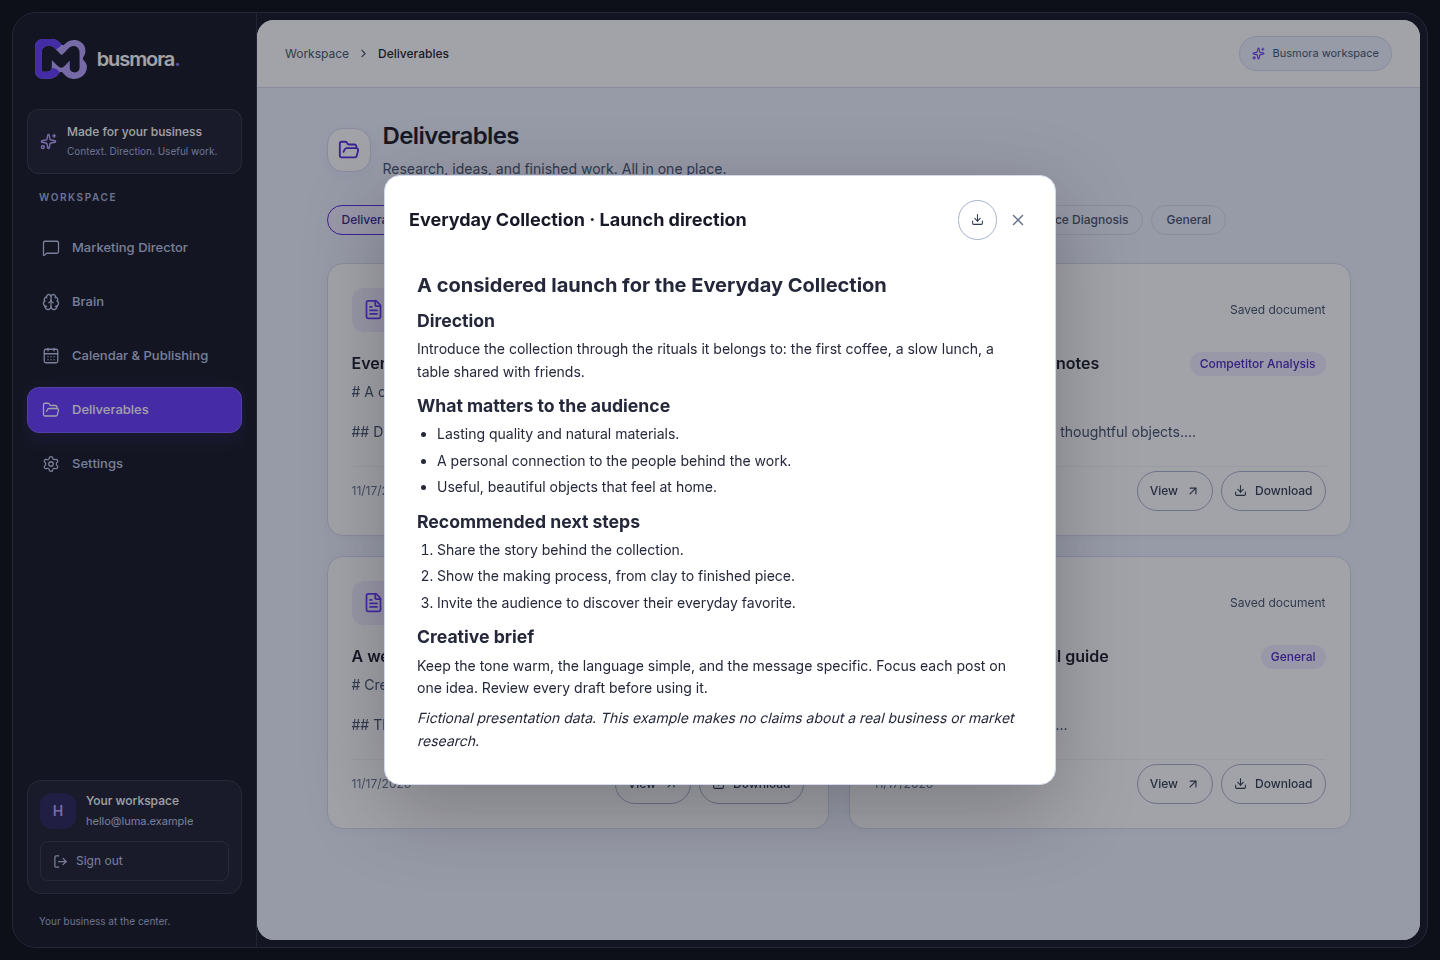 busmora.
Made for your business
Context. Direction. Useful work.
WORKSPACE
Marketing Director
Brain
Calendar & Publishing
Deliverables
Settings
H
Your workspace
hello@luma.example
Sign out
Your business at the center.
Workspace > Deliverables
Busmora workspace
Deliverables
Research, ideas, and finished work. All in one place.
General
Saved document
notes
Competitor Analysis
thoughtful objects....
View
Download
Saved document
guide
General
View
Download
Everyday Collection · Launch direction
A considered launch for the Everyday Collection
Direction
Introduce the collection through the rituals it belongs to: the first coffee, a slow lunch, a
table shared with friends.
What matters to the audience
• Lasting quality and natural materials.
• A personal connection to the people behind the work.
• Useful, beautiful objects that feel at home.
Recommended next steps
1. Share the story behind the collection.
2. Show the making process, from clay to finished piece.
3. Invite the audience to discover their everyday favorite.
Creative brief
Keep the tone warm, the language simple, and the message specific. Focus each post on
one idea. Review every draft before using it.
Fictional presentation data. This example makes no claims about a real business or market
research.